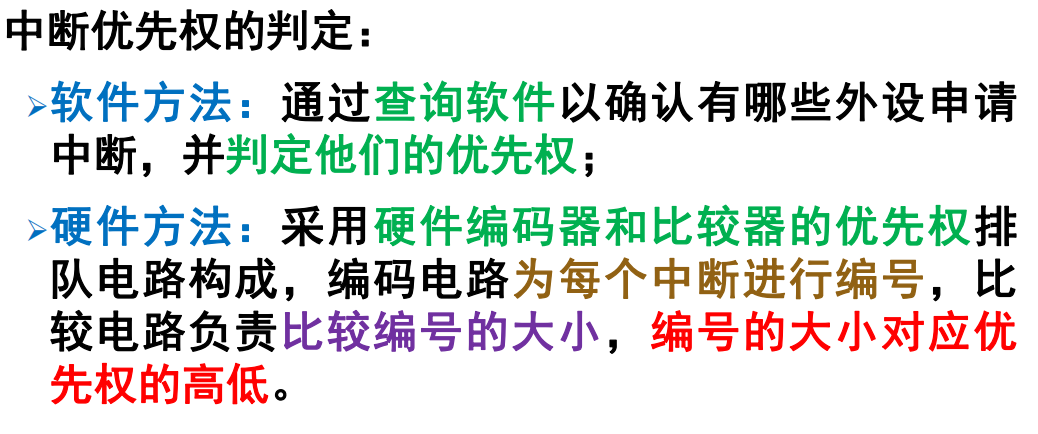 中断优先权的判定：
➢软件方法：通过查询软件以确认有哪些外设申请
中断，并判定他们的优先权；
➢硬件方法：采用硬件编码器和比较器的优先权排
队电路构成，编码电路为每个中断进行编号，比
较电路负责比较编号的大小，编号的大小对应优
先权的高低。